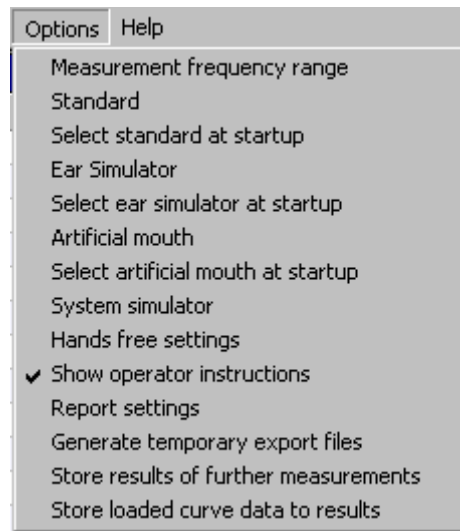 Options Help
Measurement frequency range
Standard
Select standard at startup
Ear Simulator
Select ear simulator at startup
Artificial mouth
Select artificial mouth at startup
System simulator
Hands free settings
Show operator instructions
Report settings
Generate temporary export files
Store results of further measurements
Store loaded curve data to results